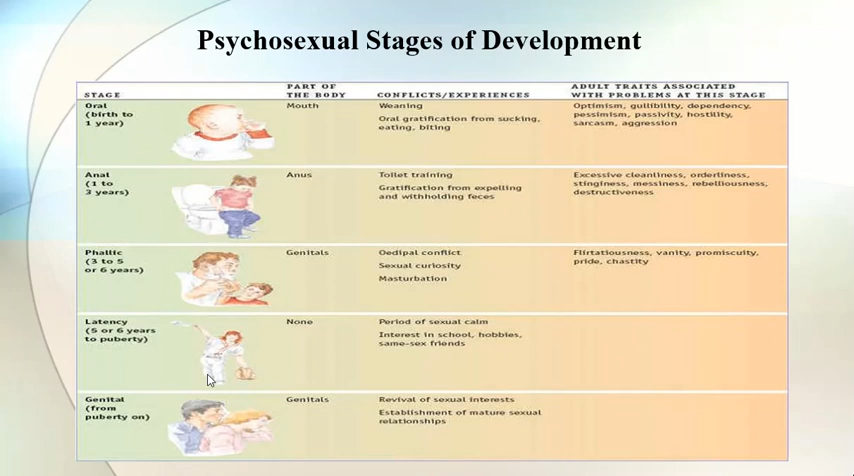 Psychosexual Stages of Development
STAGE
PART OF
THE BODY
CONFLICTS/EXPERIENCES
ADULT TRAITS ASSOCIATED
WITH PROBLEMS AT THIS STAGE
Oral
(birth to
1 year)
Mouth
Weaning
Oral gratification from sucking,
eating, biting
Optimism, gullibility, dependency,
pessimism, passivity, hostility,
sarcasm, aggression
Anal
(1 to
3 years)
Anus
Toilet training
Gratification from expelling
and withholding feces
Excessive cleanliness, orderliness,
stinginess, messiness, rebelliousness,
destructiveness
Phallic
(3 to 5
or 6 years)
Genitals
Oedipal conflict
Sexual curiosity
Masturbation
Flirtatiousness, vanity, promiscuity,
pride, chastity
Latency
(5 or 6 years
to puberty)
None
Period of sexual calm
Interest in school, hobbies,
same-sex friends
Genital
(from
puberty on)
Genitals
Revival of sexual interests
Establishment of mature sexual
relationships